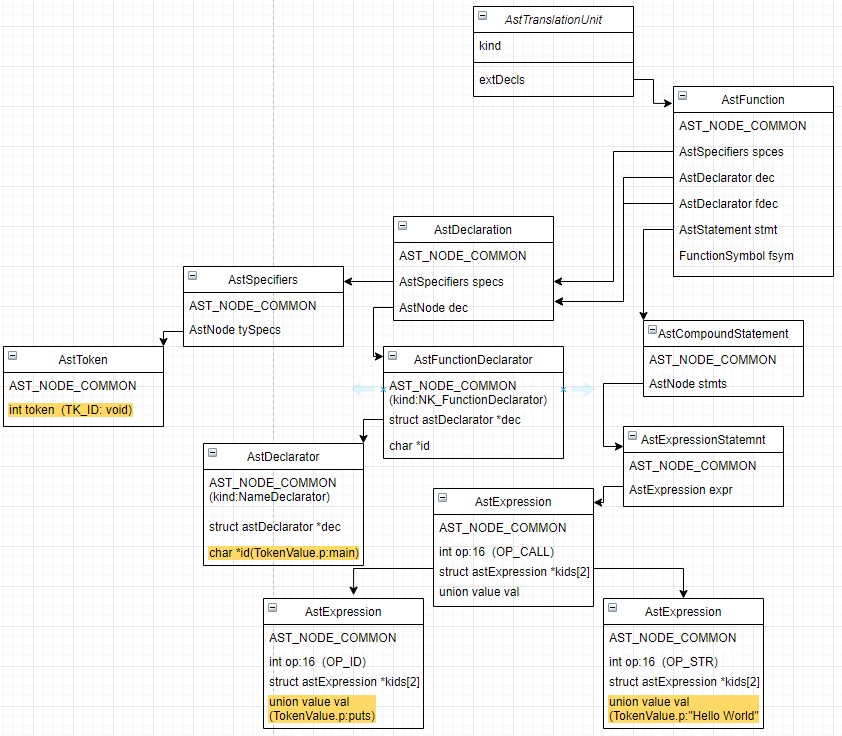 AstTranslationUnit
kind
extDecls
AstFunction
AST_NODE_COMMON
AstSpecifiers spces
AstDeclarator dec
AstDeclarator fdec
AstStatement stmt
FunctionSymbol fsym
AstDeclaration
AST_NODE_COMMON
AstSpecifiers specs
AstNode dec
AstSpecifiers
AST_NODE_COMMON
AstNode tySpecs
AstToken
AST_NODE_COMMON
int token  (TK_ID: void)
AstCompoundStatement
AST_NODE_COMMON
AstNode stmts
AstFunctionDeclarator
AST_NODE_COMMON
(kind:NK_FunctionDeclarator)
struct astDeclarator *dec
char *id
AstExpressionStatemnt
AST_NODE_COMMON
AstExpression expr
AstDeclarator
AST_NODE_COMMON
(kind:NameDeclarator)
struct astDeclarator *dec
char *id(TokenValue.p:main)
AstExpression
AST_NODE_COMMON
int op:16  (OP_CALL)
struct astExpression *kids[2]
union value val
AstExpression
AST_NODE_COMMON
int op:16  (OP_ID)
struct astExpression *kids[2]
union value val
(TokenValue.p:puts)
AstExpression
AST_NODE_COMMON
int op:16  (OP_STR)
struct astExpression *kids[2]
union value val
(TokenValue.p:"Hello World"